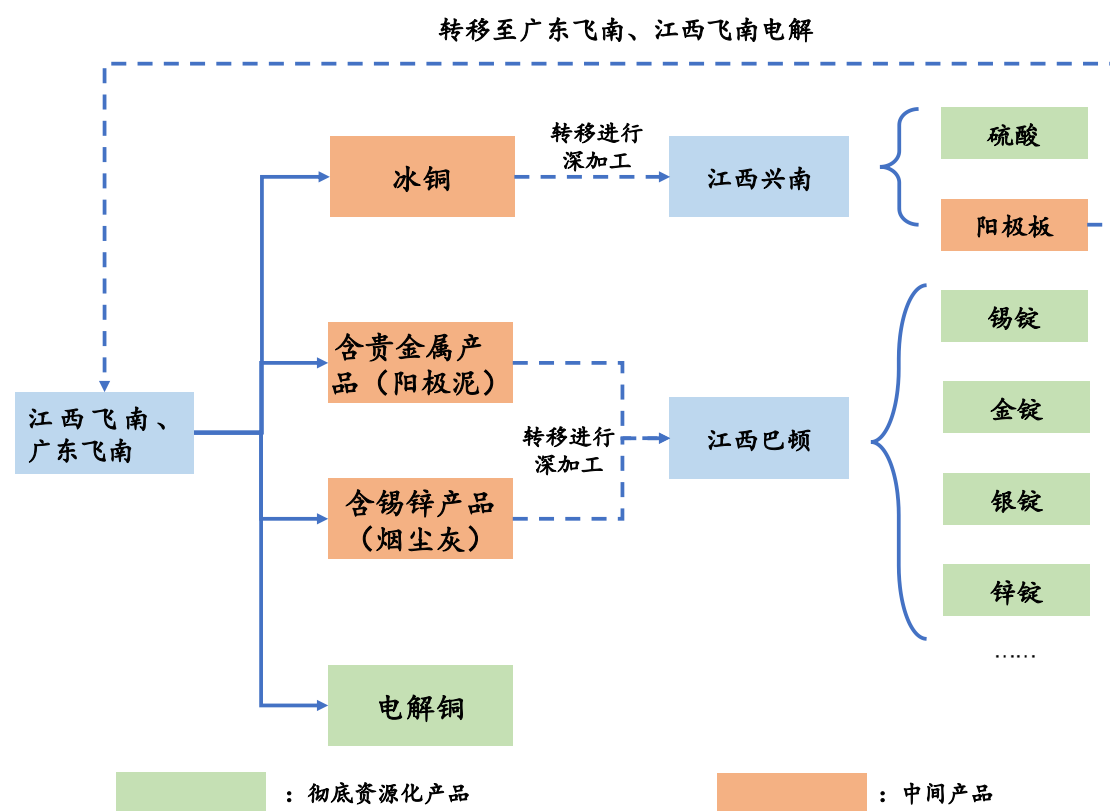 转移至广东飞南、江西飞南电解
冰铜
转移进行
深加工
江西兴南
硫酸
阳极板
江西飞南、
广东飞南
含贵金属产
品（阳极泥）
含锡锌产品
（烟尘灰）
转移进行
深加工
江西巴顿
锡锭
金锭
银锭
锌锭
……
电解铜
：彻底资源化产品
：中间产品